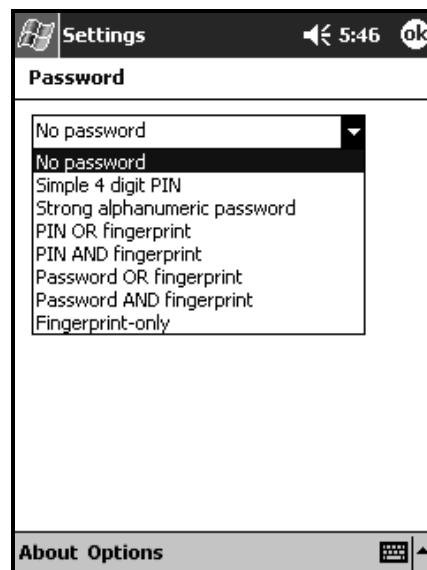 Settings 5:46 ok
Password
No password
No password
Simple 4 digit PIN
Strong alphanumeric password
PIN OR fingerprint
PIN AND fingerprint
Password OR fingerprint
Password AND fingerprint
Fingerprint-only
About Options